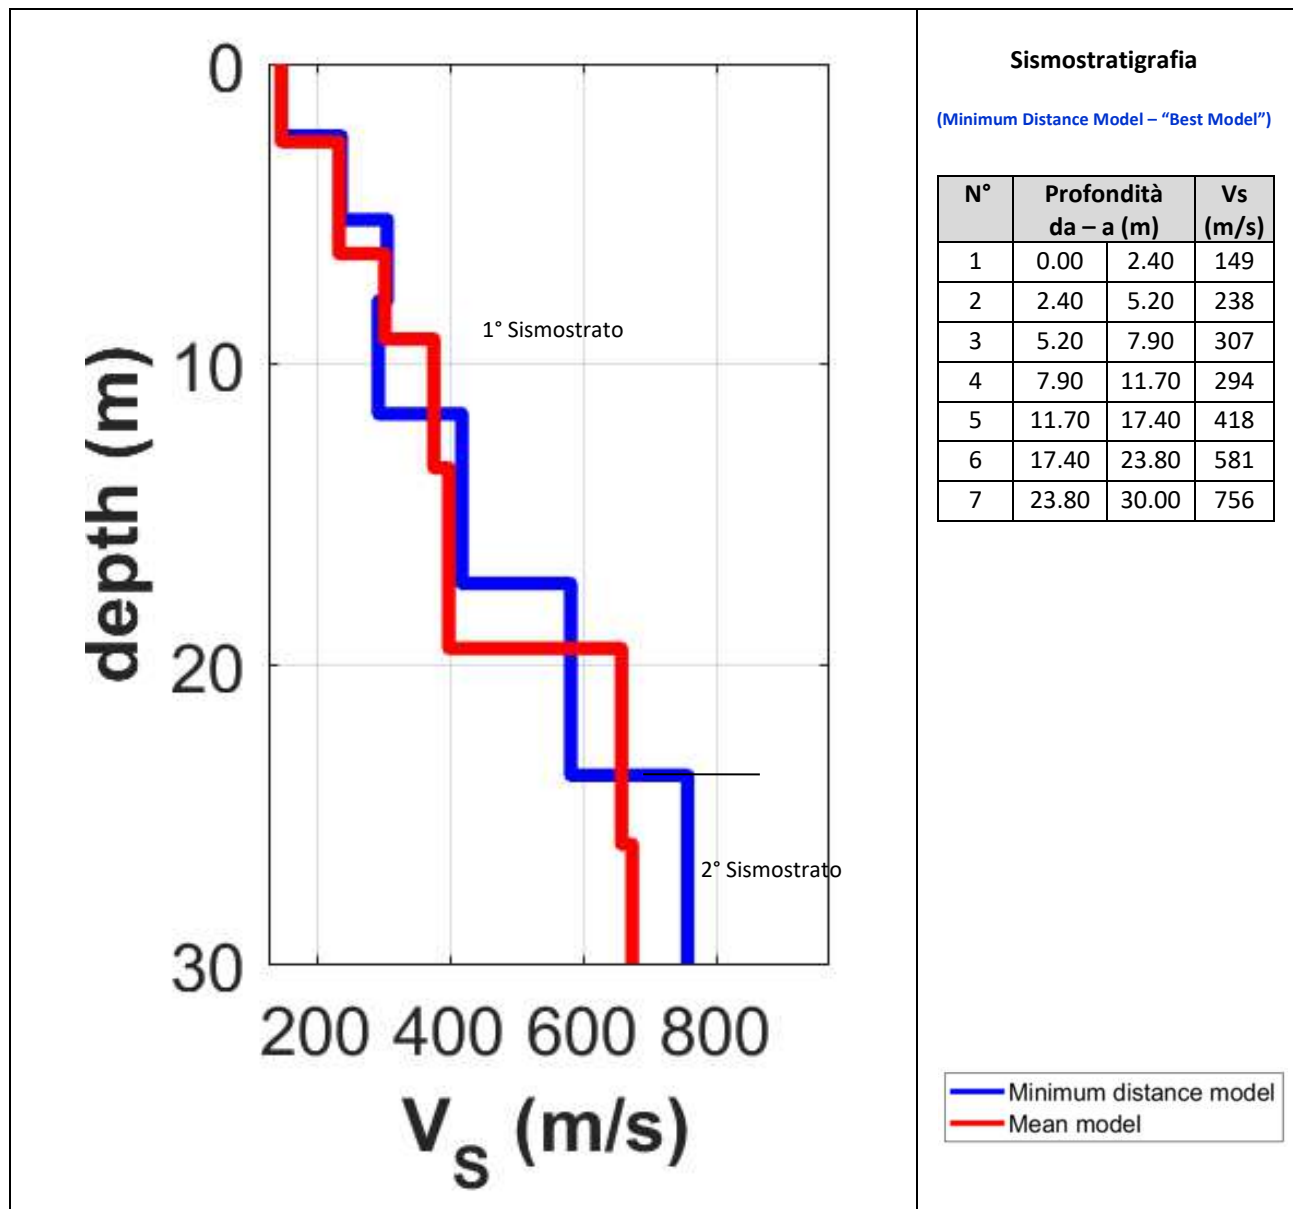 0
10
20
30
depth (m)
200 400 600 800
V_S (m/s)
1° Sismostrato
2° Sismostrato
Sismostratigrafia
(Minimum Distance Model – “Best Model”)
N° Profondità Vs
da – a (m) (m/s)
1 0.00 2.40 149
2 2.40 5.20 238
3 5.20 7.90 307
4 7.90 11.70 294
5 11.70 17.40 418
6 17.40 23.80 581
7 23.80 30.00 756
Minimum distance model
Mean model